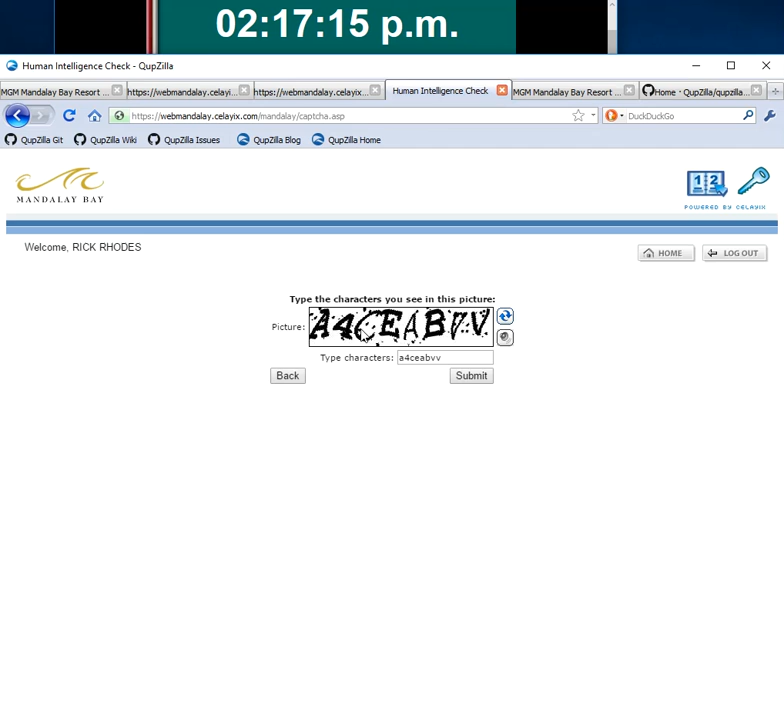 02:17:15 p.m.
Human Intelligence Check - QupZilla
MGM Mandalay Bay Resort ... https://webmandalay.celayi... https://webmandalay.celayix... Human Intelligence Check MGM Mandalay Bay Resort ... Home · QupZilla/qupzilla...
https://webmandalay.celayix.com/mandalay/captcha.asp DuckDuckGo
QupZilla Git QupZilla Wiki QupZilla Issues QupZilla Blog QupZilla Home
MANDALAY BAY
1 2
POWERED BY CELAYIX
Welcome, RICK RHODES
HOME LOG OUT
Type the characters you see in this picture:
Picture: A4CEABVV
Type characters: a4ceabvv
Back Submit